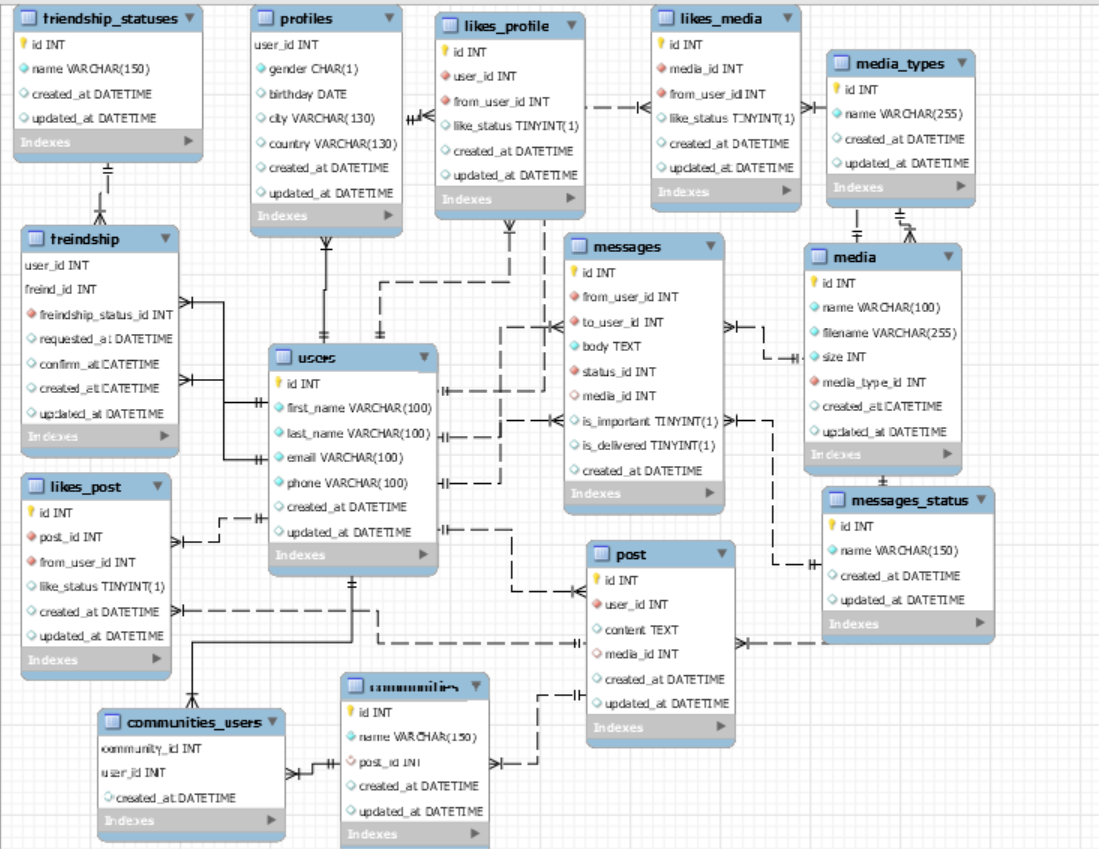 friendship_statuses
id INT
name VARCHAR(150)
created_at DATETIME
updated_at DATETIME
Indexes
profiles
user_id INT
gender CHAR(1)
birthday DATE
city VARCHAR(130)
country VARCHAR(130)
created_at DATETIME
updated_at DATETIME
Indexes
likes_profile
id INT
user_id INT
from_user_id INT
like_status TINYINT(1)
created_at DATETIME
updated_at DATETIME
Indexes
likes_media
id INT
media_id INT
from_user_id INT
like_status TINYINT(1)
created_at DATETIME
updated_at DATETIME
Indexes
media_types
id INT
name VARCHAR(255)
created_at DATETIME
updated_at DATETIME
Indexes
freindship
user_id INT
freind_id INT
freindship_status_id INT
requested_at DATETIME
confirm_at DATETIME
created_at DATETIME
updated_at DATETIME
Indexes
messages
id INT
from_user_id INT
to_user_id INT
body TEXT
status_id INT
media_id INT
is_important TINYINT(1)
is_delivered TINYINT(1)
created_at DATETIME
Indexes
media
id INT
name VARCHAR(100)
filename VARCHAR(255)
size INT
media_type_id INT
created_at DATETIME
updated_at DATETIME
Indexes
users
id INT
first_name VARCHAR(100)
last_name VARCHAR(100)
email VARCHAR(100)
phone VARCHAR(100)
created_at DATETIME
updated_at DATETIME
Indexes
likes_post
id INT
post_id INT
from_user_id INT
like_status TINYINT(1)
created_at DATETIME
updated_at DATETIME
Indexes
messages_status
id INT
name VARCHAR(150)
created_at DATETIME
updated_at DATETIME
Indexes
post
id INT
user_id INT
content TEXT
media_id INT
created_at DATETIME
updated_at DATETIME
Indexes
communities_users
community_id INT
user_id INT
created_at DATETIME
Indexes
communities
id INT
name VARCHAR(150)
post_id INT
created_at DATETIME
updated_at DATETIME
Indexes